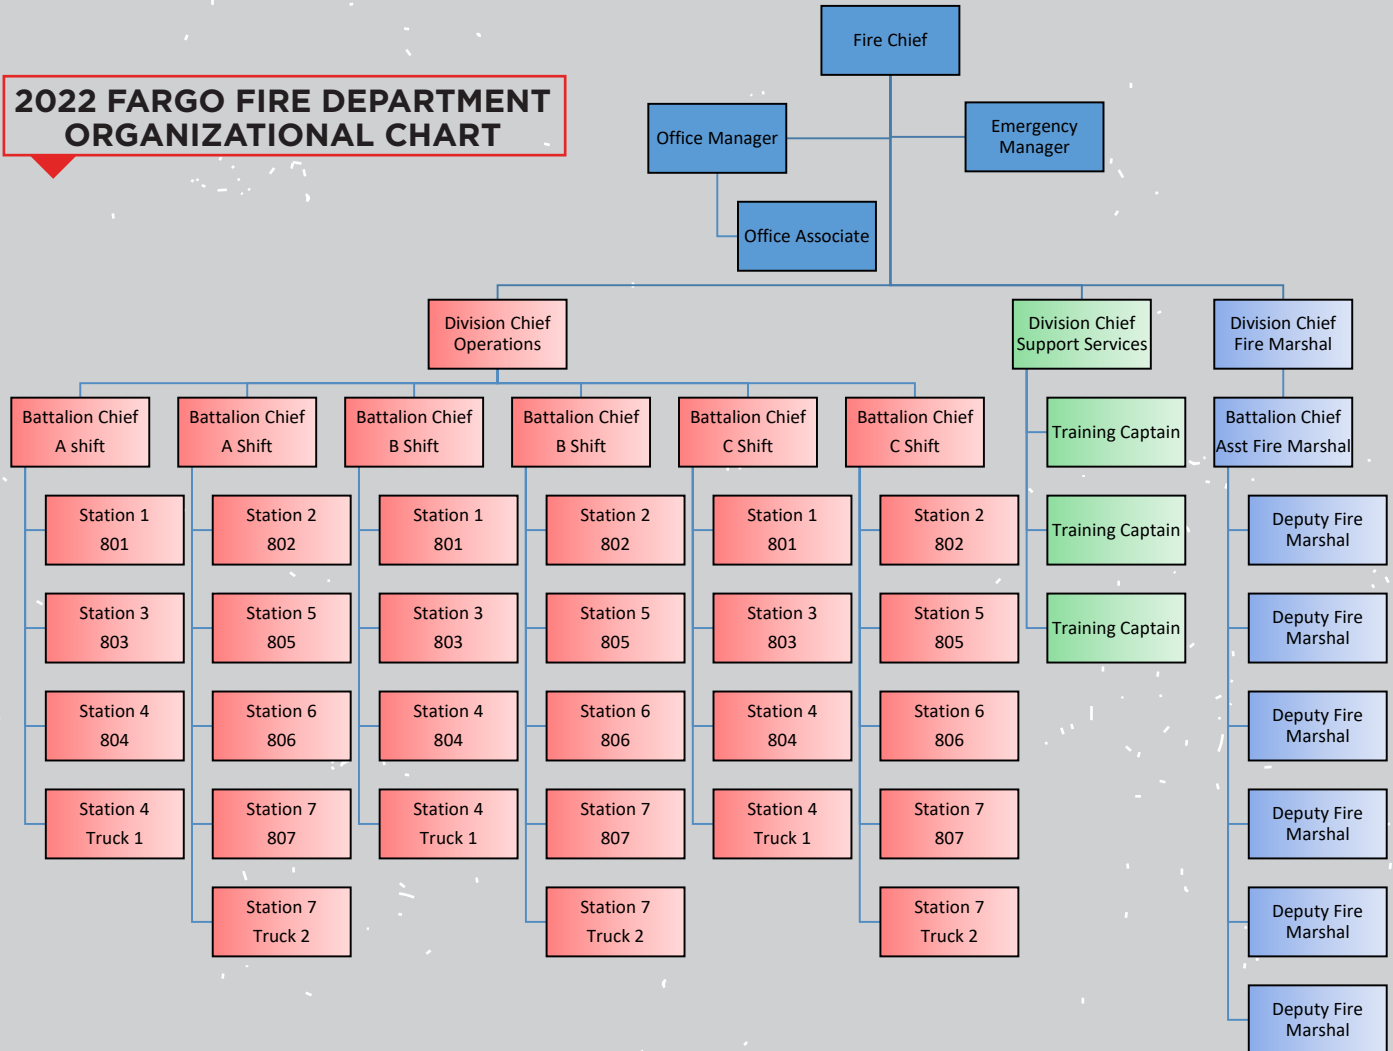 Fire Chief
2022 FARGO FIRE DEPARTMENT
ORGANIZATIONAL CHART
Office Manager
Emergency
Manager
Office Associate
Division Chief
Operations
Division Chief
Support Services
Division Chief
Fire Marshal
Battalion Chief
A shift
Battalion Chief
A Shift
Battalion Chief
B Shift
Battalion Chief
B Shift
Battalion Chief
C Shift
Battalion Chief
C Shift
Training Captain
Battalion Chief
Asst Fire Marshal
Station 1
801
Station 2
802
Station 1
801
Station 2
802
Station 1
801
Station 2
802
Training Captain
Deputy Fire
Marshal
Station 3
803
Station 5
805
Station 3
803
Station 5
805
Station 3
803
Station 5
805
Training Captain
Deputy Fire
Marshal
Station 4
804
Station 6
806
Station 4
804
Station 6
806
Station 4
804
Station 6
806
Deputy Fire
Marshal
Station 4
Truck 1
Station 7
807
Station 4
Truck 1
Station 7
807
Station 4
Truck 1
Station 7
807
Deputy Fire
Marshal
Station 7
Truck 2
Station 7
Truck 2
Station 7
Truck 2
Deputy Fire
Marshal
Deputy Fire
Marshal